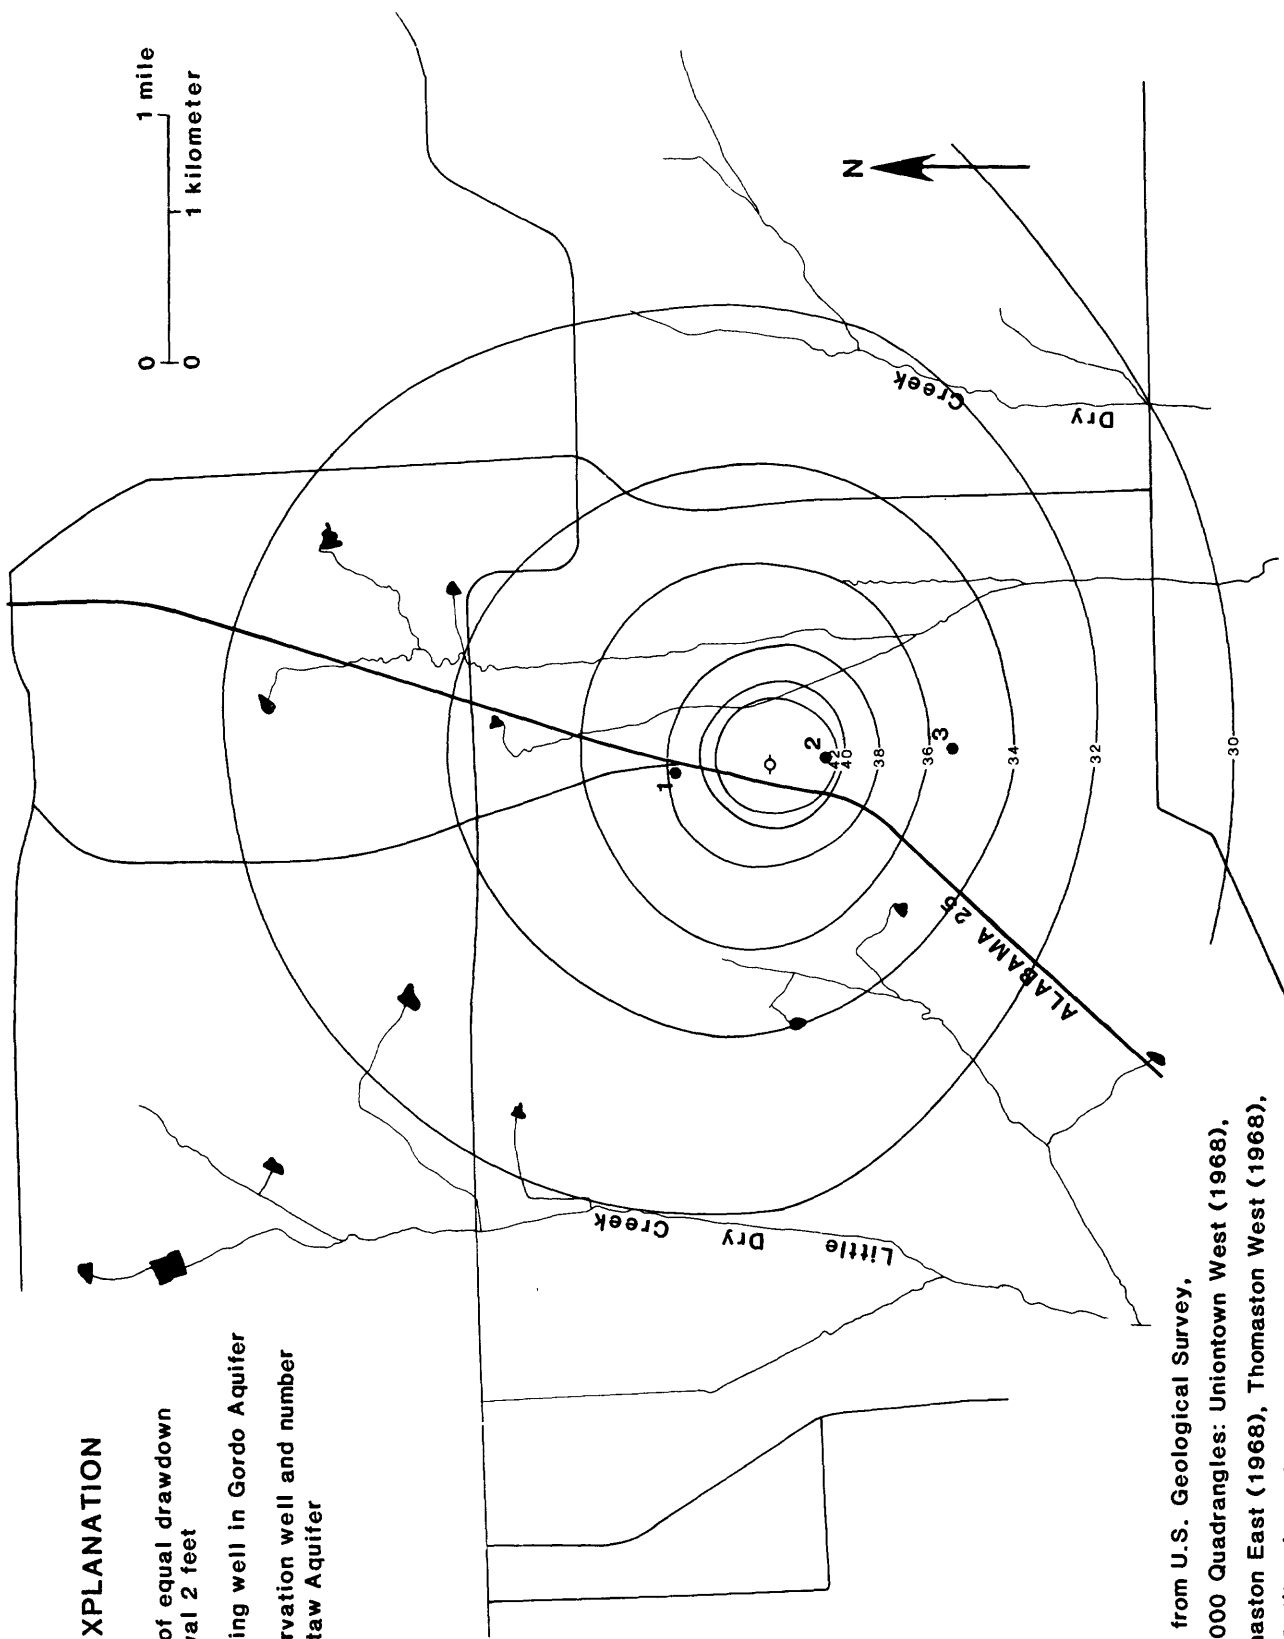 XPLANATION
of equal drawdown
val 2 feet
ing well in Gordo Aquifer
rvation well and number
taw Aquifer
0 1 mile
0 1 kilometer
N
Creek
Dry
1
2
42
40
38
36
3
34
32
30
ALABAMA 25
Little Dry Creek
from U.S. Geological Survey,
000 Quadrangles: Uniontown West (1968),
naston East (1968), Thomaston West (1968),